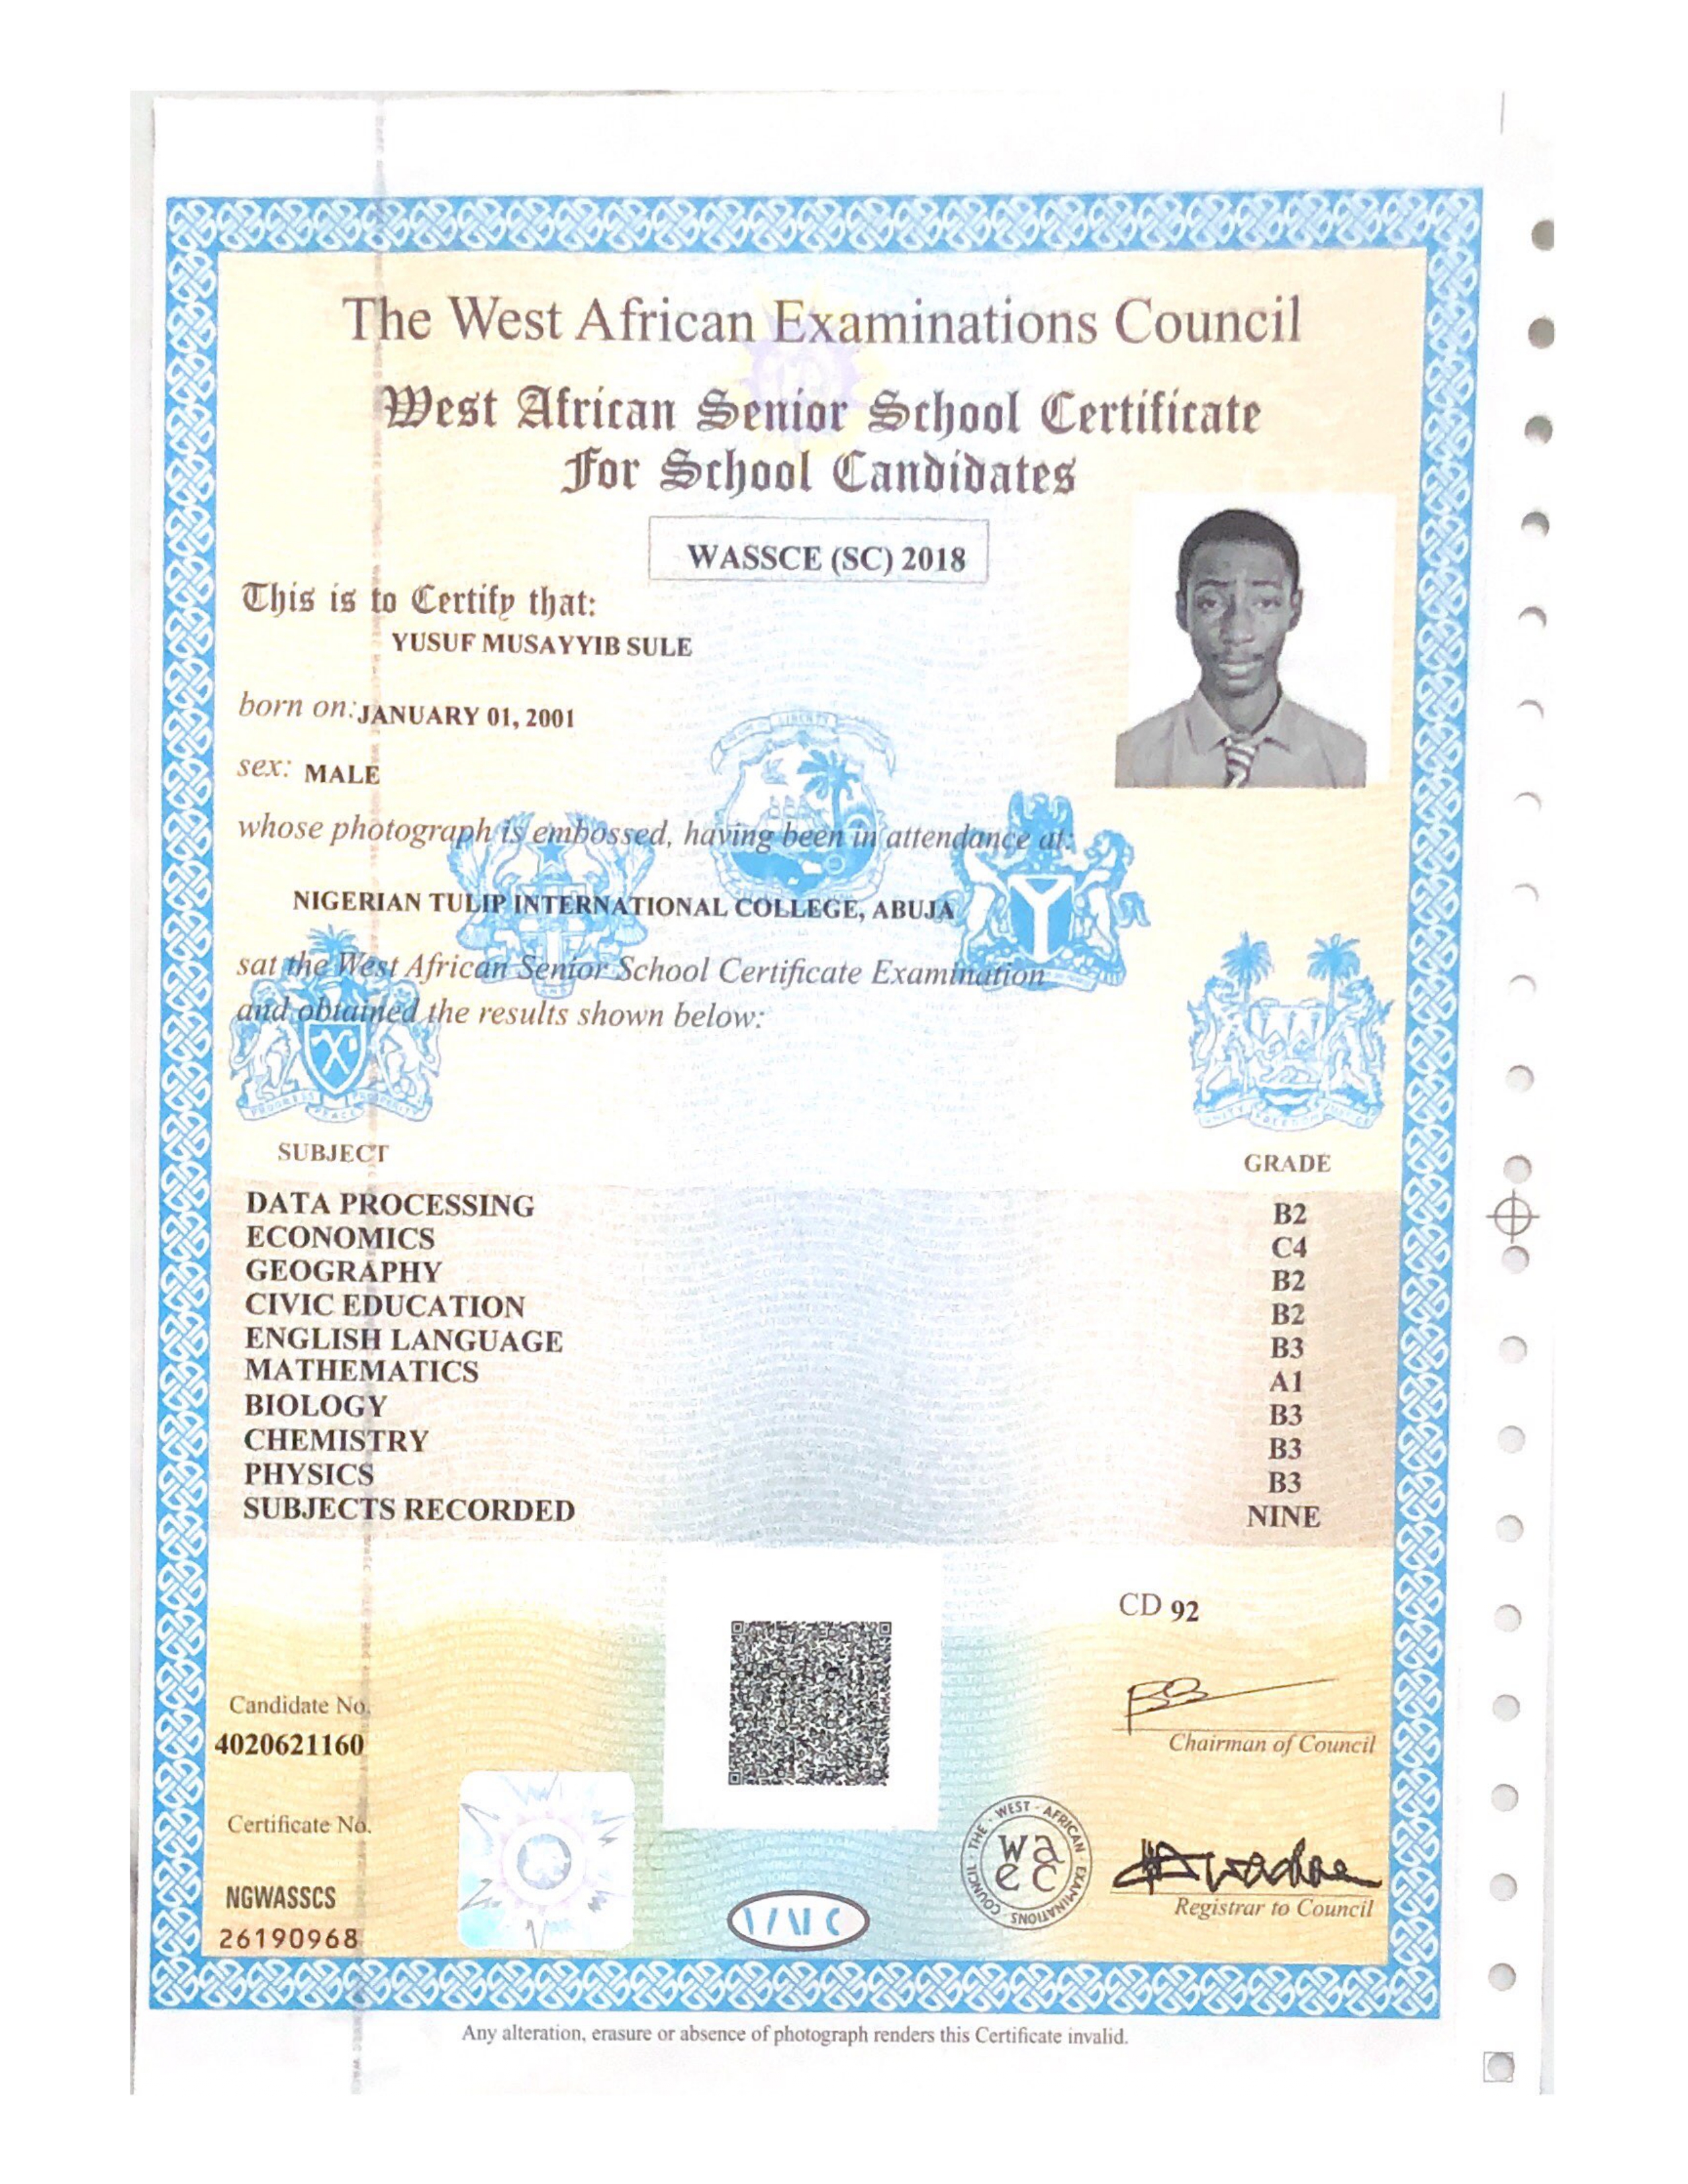 The West African Examinations Council
West African Senior School Certificate
For School Candidates
WASSCE (SC) 2018
This is to Certify that:
YUSUF MUSAYYIB SULE
born on: JANUARY 01, 2001
sex: MALE
whose photograph is embossed, having been in attendance at:
NIGERIAN TULIP INTERNATIONAL COLLEGE, ABUJA
sat the West African Senior School Certificate Examination
and obtained the results shown below:
SUBJECT GRADE
DATA PROCESSING B2
ECONOMICS C4
GEOGRAPHY B2
CIVIC EDUCATION B2
ENGLISH LANGUAGE B3
MATHEMATICS A1
BIOLOGY B3
CHEMISTRY B3
PHYSICS B3
SUBJECTS RECORDED NINE
CD 92
Candidate No.
4020621160
Chairman of Council
Certificate No.
NGWASSCS
26190968
THE WEST AFRICAN EXAMINATIONS COUNCIL
wa
ec
Registrar to Council
Any alteration, erasure or absence of photograph renders this Certificate invalid.